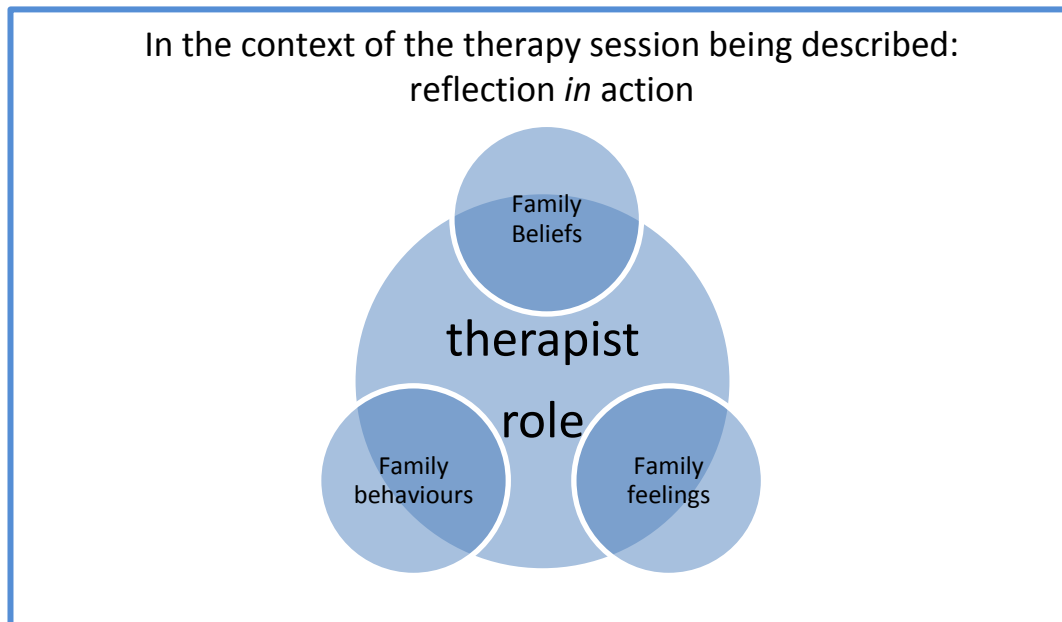 In the context of the therapy session being described:
reflection in action
Family
Beliefs
therapist
role
Family
behaviours
Family
feelings